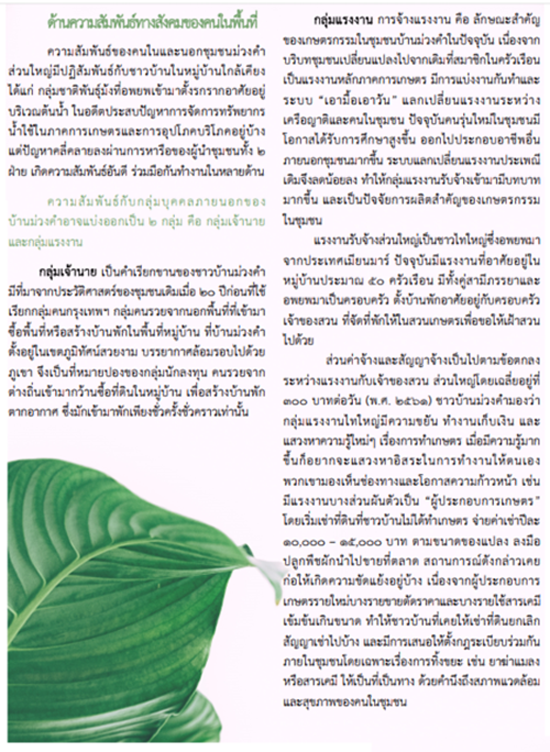 ด้านความสัมพันธ์ทางสังคมของคนในพื้นที่
ความสัมพันธ์ของคนในและนอกชุมชนม่วงคำ
ส่วนใหญ่มีปฏิสัมพันธ์กับชาวบ้านในหมู่บ้านใกล้เคียง
ได้แก่ กลุ่มชาติพันธุ์ม้งที่อพยพเข้ามาตั้งรกรากอาศัยอยู่
บริเวณต้นน้ำ ในอดีตประสบปัญหาการจัดการทรัพยากร
น้ำใช้ในภาคการเกษตรและการอุปโภคบริโภคอยู่บ้าง
แต่ปัญหาคลี่คลายลงผ่านการหารือของผู้นำชุมชนทั้ง ๒
ฝ่าย เกิดความสัมพันธ์อันดี ร่วมมือกันทำงานในหลายด้าน
ความสัมพันธ์กับกลุ่มบุคคลภายนอกของ
บ้านม่วงคำอาจแบ่งออกเป็น ๒ กลุ่ม คือ กลุ่มเจ้านาย
และกลุ่มแรงงาน
กลุ่มเจ้านาย เป็นคำเรียกขานของชาวบ้านม่วงคำ
มีที่มาจากประวัติศาสตร์ของชุมชนเดิมเมื่อ ๒๐ ปีก่อนที่ใช้
เรียกกลุ่มคนกรุงเทพฯ กลุ่มคนรวยจากนอกพื้นที่ที่เข้ามา
ซื้อพื้นที่หรือสร้างบ้านพักในพื้นที่หมู่บ้าน ที่บ้านม่วงคำ
ตั้งอยู่ในเขตภูมิทัศน์สวยงาม บรรยากาศล้อมรอบไปด้วย
ภูเขา จึงเป็นที่หมายปองของกลุ่มนักลงทุน คนรวยจาก
ต่างถิ่นเข้ามากว้านซื้อที่ดินในหมู่บ้าน เพื่อสร้างบ้านพัก
ตากอากาศ ซึ่งมักเข้ามาพักเพียงชั่วครั้งชั่วคราวเท่านั้น
กลุ่มแรงงาน การจ้างแรงงาน คือ ลักษณะสำคัญ
ของเกษตรกรรมในชุมชนบ้านม่วงคำในปัจจุบัน เนื่องจาก
บริบทชุมชนเปลี่ยนแปลงไปจากเดิมที่สมาชิกในครัวเรือน
เป็นแรงงานหลักภาคการเกษตร มีการแบ่งงานกันทำและ
ระบบ “เอามื้อเอาวัน” แลกเปลี่ยนแรงงานระหว่าง
เครือญาติและคนในชุมชน ปัจจุบันคนรุ่นใหม่ในชุมชนมี
โอกาสได้รับการศึกษาสูงขึ้น ออกไปประกอบอาชีพอื่น
ภายนอกชุมชนมากขึ้น ระบบแลกเปลี่ยนแรงงานประเพณี
เดิมจึงลดน้อยลง ทำให้กลุ่มแรงงานรับจ้างเข้ามามีบทบาท
มากขึ้น และเป็นปัจจัยการผลิตสำคัญของเกษตรกรรม
ในชุมชน
แรงงานรับจ้างส่วนใหญ่เป็นชาวไทใหญ่ซึ่งอพยพมา
จากประเทศเมียนมาร์ ปัจจุบันมีแรงงานที่อาศัยอยู่ใน
หมู่บ้านประมาณ ๕๐ ครัวเรือน มีทั้งคู่สามีภรรยาและ
อพยพมาเป็นครอบครัว ตั้งบ้านพักอาศัยอยู่กับครอบครัว
เจ้าของสวน ที่จัดที่พักให้ในสวนเกษตรเพื่อขอให้เฝ้าสวน
ไปด้วย
ส่วนค่าจ้างและสัญญาจ้างเป็นไปตามข้อตกลง
ระหว่างแรงงานกับเจ้าของสวน ส่วนใหญ่โดยเฉลี่ยอยู่ที่
๓๐๐ บาทต่อวัน (พ.ศ. ๒๕๖๑) ชาวบ้านม่วงคำมองว่า
กลุ่มแรงงานไทใหญ่มีความขยัน ทำงานเก็บเงิน และ
แสวงหาความรู้ใหม่ๆ เรื่องการทำเกษตร เมื่อมีความรู้มาก
ขึ้นก็อยากจะแสวงหาอิสระในการทำงานให้ตนเอง
พวกเขามองเห็นช่องทางและโอกาสความก้าวหน้า เช่น
มีแรงงานบางส่วนผันตัวเป็น “ผู้ประกอบการเกษตร”
โดยเริ่มเช่าที่ดินที่ชาวบ้านไม่ได้ทำเกษตร จ่ายค่าเช่าปีละ
๑๐,๐๐๐ – ๑๕,๐๐๐ บาท ตามขนาดของแปลง ลงมือ
ปลูกพืชผักนำไปขายที่ตลาด สถานการณ์ดังกล่าวเคย
ก่อให้เกิดความขัดแย้งอยู่บ้าง เนื่องจากผู้ประกอบการ
เกษตรรายใหม่บางรายขายตัดราคาและบางรายใช้สารเคมี
เข้มข้นเกินขนาด ทำให้ชาวบ้านที่เคยให้เช่าที่ดินยกเลิก
สัญญาเช่าไปบ้าง และมีการเสนอให้ตั้งกฎระเบียบร่วมกัน
ภายในชุมชนโดยเฉพาะเรื่องการทิ้งขยะ เช่น ยาฆ่าแมลง
หรือสารเคมี ให้เป็นที่เป็นทาง ด้วยคำนึงถึงสภาพแวดล้อม
และสุขภาพของคนในชุมชน